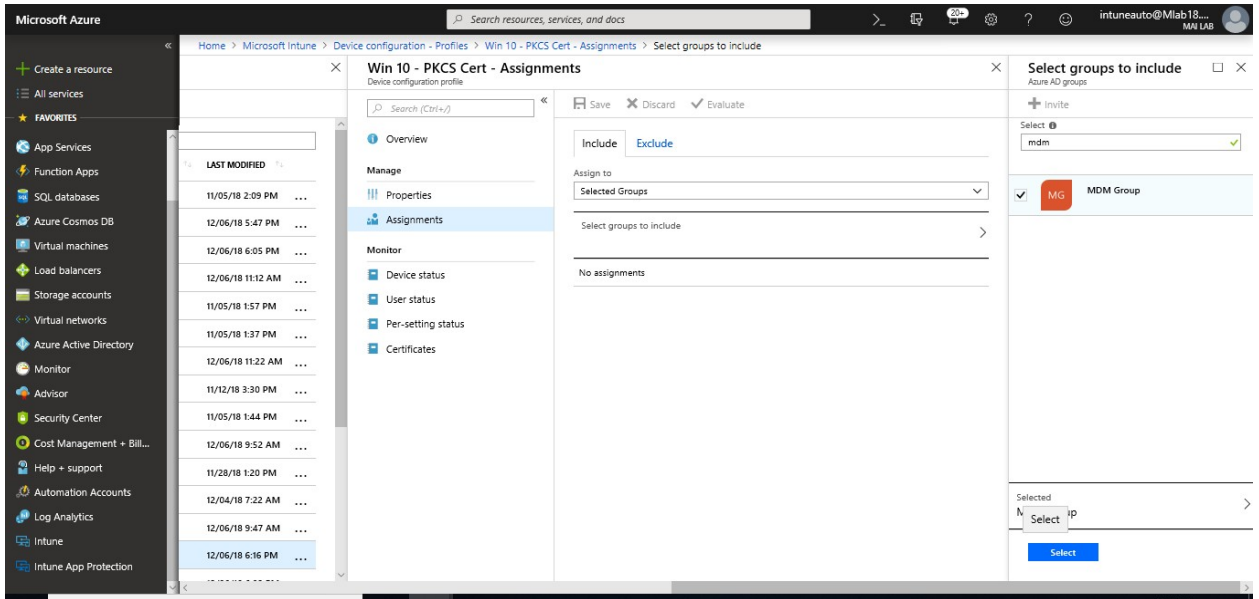 Microsoft Azure
Search resources, services, and docs
20+
intuneauto@Mlab18....
MAI LAB
Home > Microsoft Intune > Device configuration - Profiles > Win 10 - PKCS Cert - Assignments > Select groups to include
Create a resource
All services
FAVORITES
App Services
Function Apps
SQL databases
Azure Cosmos DB
Virtual machines
Load balancers
Storage accounts
Virtual networks
Azure Active Directory
Monitor
Advisor
Security Center
Cost Management + Bill...
Help + support
Automation Accounts
Log Analytics
Intune
Intune App Protection
LAST MODIFIED
11/05/18 2:09 PM ...
12/06/18 5:47 PM ...
12/06/18 6:05 PM ...
12/06/18 11:12 AM ...
11/05/18 1:57 PM ...
11/05/18 1:37 PM ...
12/06/18 11:22 AM ...
11/12/18 3:30 PM ...
11/05/18 1:44 PM ...
12/06/18 9:52 AM ...
11/28/18 1:20 PM ...
12/04/18 7:22 AM ...
12/06/18 9:47 AM ...
12/06/18 6:16 PM ...
Win 10 - PKCS Cert - Assignments
Device configuration profile
Search (Ctrl+/)
Overview
Manage
Properties
Assignments
Monitor
Device status
User status
Per-setting status
Certificates
Save Discard Evaluate
Include Exclude
Assign to
Selected Groups
Select groups to include
No assignments
Select groups to include
Azure AD groups
Invite
Select
mdm
MG MDM Group
Selected
Select
Select